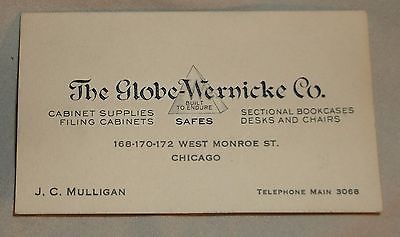 The Globe-Wernicke Co.
BUILT
TO ENDURE
CABINET SUPPLIES
FILING CABINETS
SAFES
SECTIONAL BOOKCASES
DESKS AND CHAIRS
168-170-172 WEST MONROE ST.
CHICAGO
J. C. MULLIGAN
TELEPHONE MAIN 3068